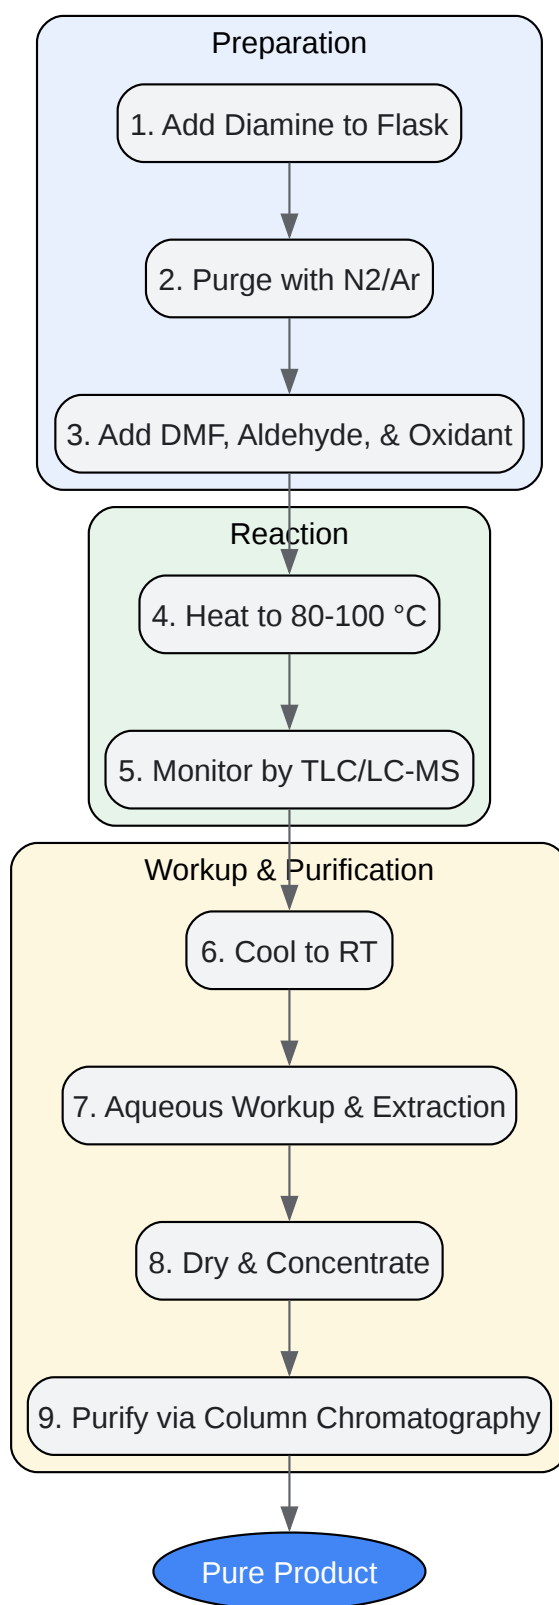 Preparation
1. Add Diamine to Flask
2. Purge with N2/Ar
3. Add DMF, Aldehyde, & Oxidant
Reaction
4. Heat to 80-100 °C
5. Monitor by TLC/LC-MS
Workup & Purification
6. Cool to RT
7. Aqueous Workup & Extraction
8. Dry & Concentrate
9. Purify via Column Chromatography
Pure Product